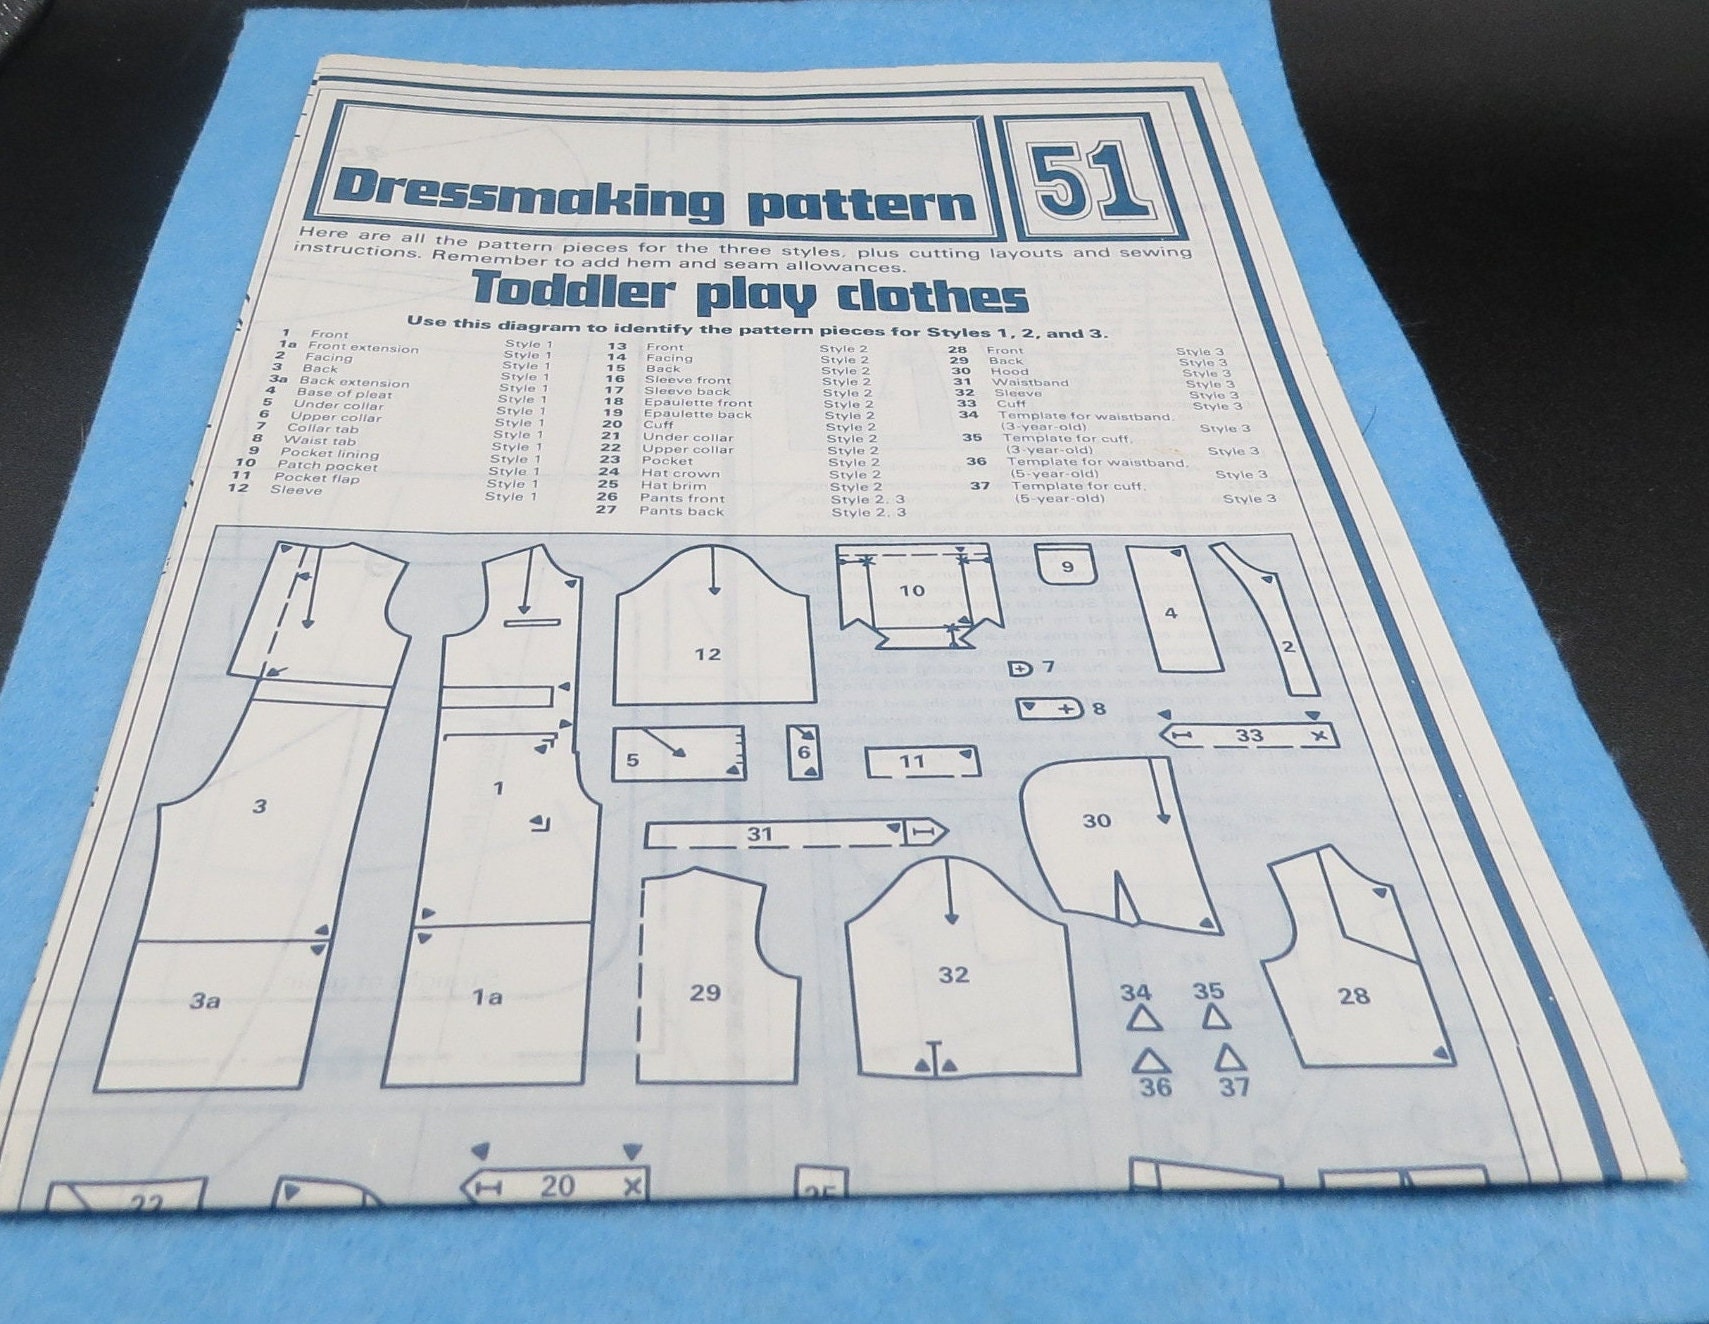 Dressmaking pattern 51
Here are all the pattern pieces for the three styles, plus cutting layouts and sewing
instructions. Remember to add hem and seam allowances.
Toddler play clothes
Use this diagram to identify the pattern pieces for Styles 1, 2, and 3.
1 Front Style 1
1a Front extension Style 1
2 Facing Style 1
3 Back Style 1
3a Back extension Style 1
4 Base of pleat Style 1
5 Under collar Style 1
6 Upper collar Style 1
7 Collar tab Style 1
8 Waist tab Style 1
9 Pocket lining Style 1
10 Patch pocket Style 1
11 Pocket flap Style 1
12 Sleeve Style 1
13 Front Style 2
14 Facing Style 2
15 Back Style 2
16 Sleeve front Style 2
17 Sleeve back Style 2
18 Epaulette front Style 2
19 Epaulette back Style 2
20 Cuff Style 2
21 Under collar Style 2
22 Upper collar Style 2
23 Pocket Style 2
24 Hat crown Style 2
25 Hat brim Style 2
26 Pants front Style 2, 3
27 Pants back Style 2, 3
28 Front Style 3
29 Back Style 3
30 Hood Style 3
31 Waistband Style 3
32 Sleeve Style 3
33 Cuff Style 3
34 Template for waistband,
(3-year-old) Style 3
35 Template for cuff,
(3-year-old) Style 3
36 Template for waistband,
(5-year-old) Style 3
37 Template for cuff,
(5-year-old) Style 3
10 9
4
12 2
7
8
5 6 11 33
3 1
31 30
3a 1a 29 32 28
34 35
36 37
22 20